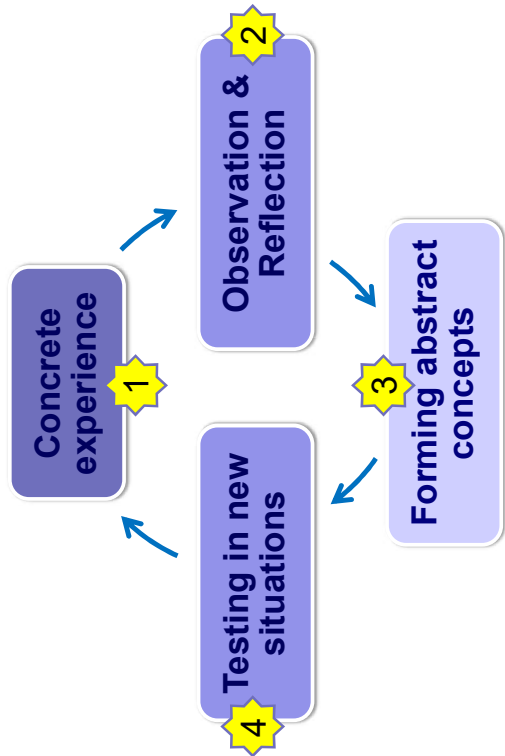 Concrete
experience
1
Observation &
Reflection
2
Forming abstract
concepts
3
Testing in new
situations
4